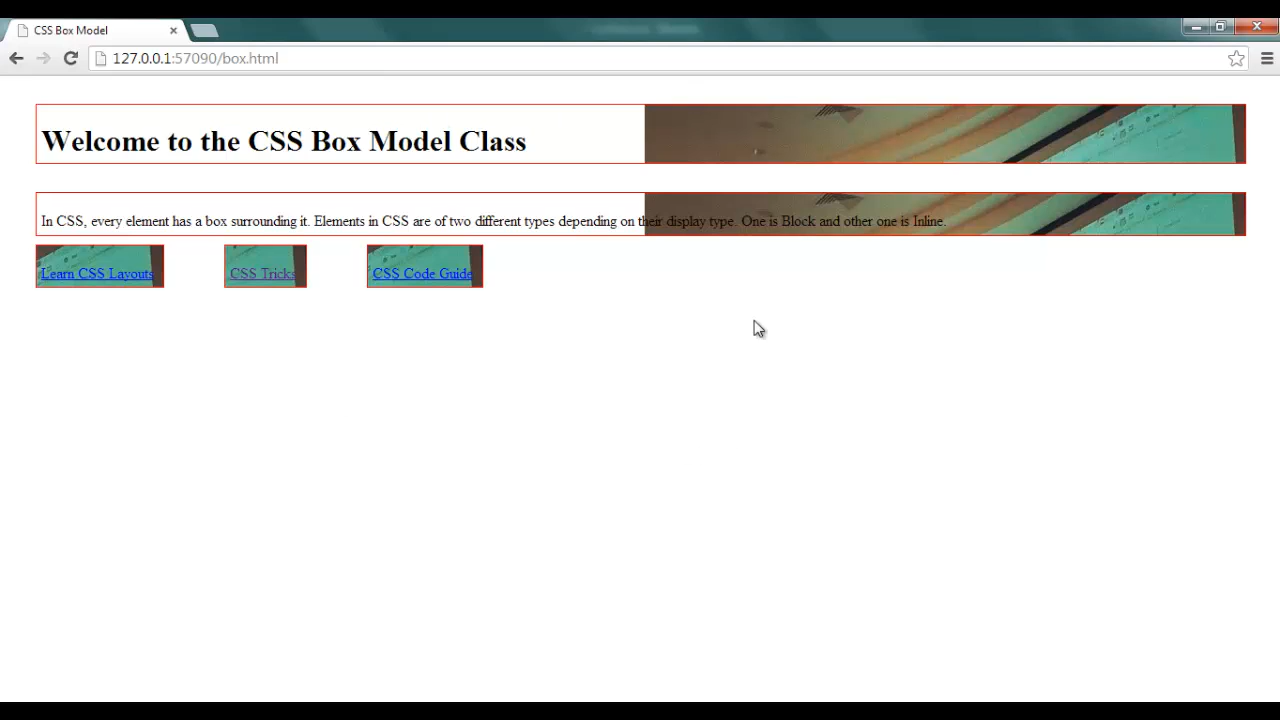 CSS Box Model
127.0.0.1:57090/box.html
Welcome to the CSS Box Model Class
In CSS, every element has a box surrounding it. Elements in CSS are of two different types depending on their display type. One is Block and other one is Inline.
Learn CSS Layouts CSS Tricks CSS Code Guide